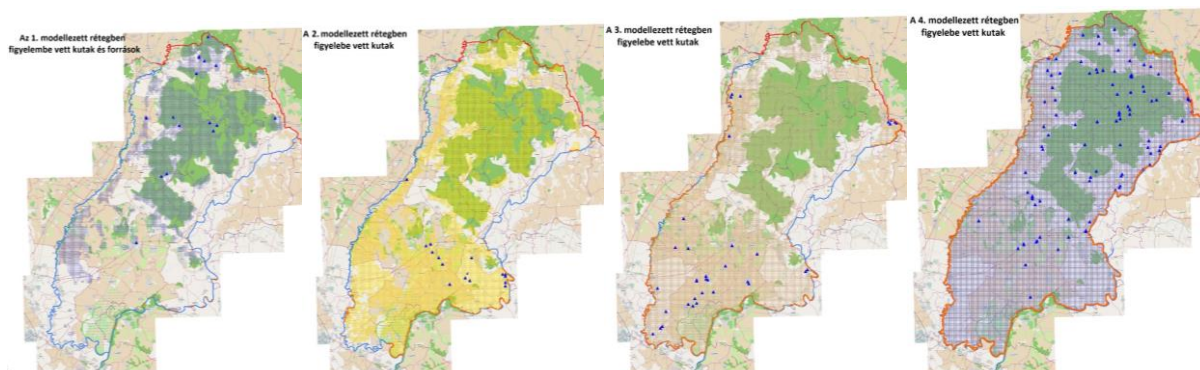 Az 1. modellezett rétegben
figyelembe vett kutak és források
A 2. modellezett rétegben
figyelebe vett kutak
A 3. modellezett rétegben
figyelebe vett kutak
A 4. modellezett rétegben
figyelebe vett kutak